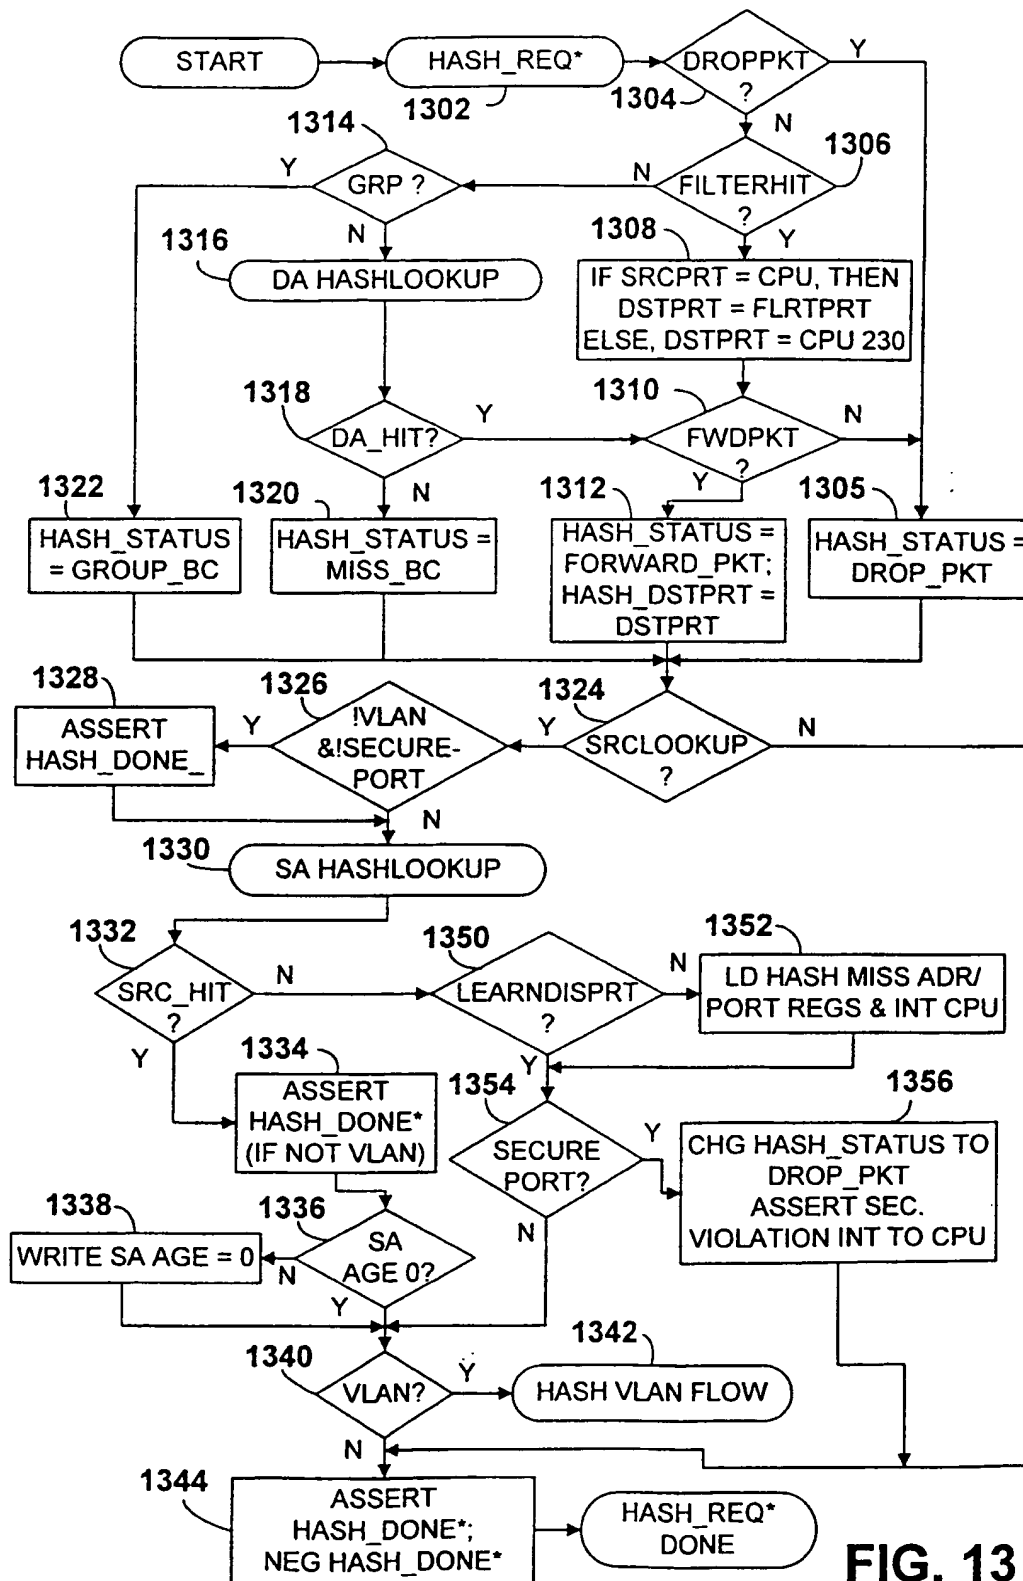 START
HASH_REQ*
1302
DROPPKT
?
1304
Y
N
1314
GRP ?
Y
N
N
FILTERHIT
?
1306
Y
1316
DA HASHLOOKUP
1308
IF SRCPRT = CPU, THEN
DSTPRT = FLRTPRT
ELSE, DSTPRT = CPU 230
1318
DA_HIT?
Y
N
1310
FWDPKT
?
N
Y
1322
HASH_STATUS
= GROUP_BC
1320
HASH_STATUS =
MISS_BC
1312
HASH_STATUS =
FORWARD_PKT;
HASH_DSTPRT =
DSTPRT
1305
HASH_STATUS =
DROP_PKT
1328
ASSERT
HASH_DONE_
Y
1326
!VLAN
&!SECURE-
PORT
N
Y
1324
SRCLOOKUP
?
N
1330
SA HASHLOOKUP
1332
SRC_HIT
?
N
Y
1350
LEARNDISPRT
?
N
Y
1352
LD HASH MISS ADR/
PORT REGS & INT CPU
1334
ASSERT
HASH_DONE*
(IF NOT VLAN)
1354
SECURE
PORT?
Y
N
1356
CHG HASH_STATUS TO
DROP_PKT
ASSERT SEC.
VIOLATION INT TO CPU
1338
WRITE SA AGE = 0
1336
SA
AGE 0?
N
Y
1340
VLAN?
Y
N
1342
HASH VLAN FLOW
1344
ASSERT
HASH_DONE*;
NEG HASH_DONE*
HASH_REQ*
DONE
FIG. 13